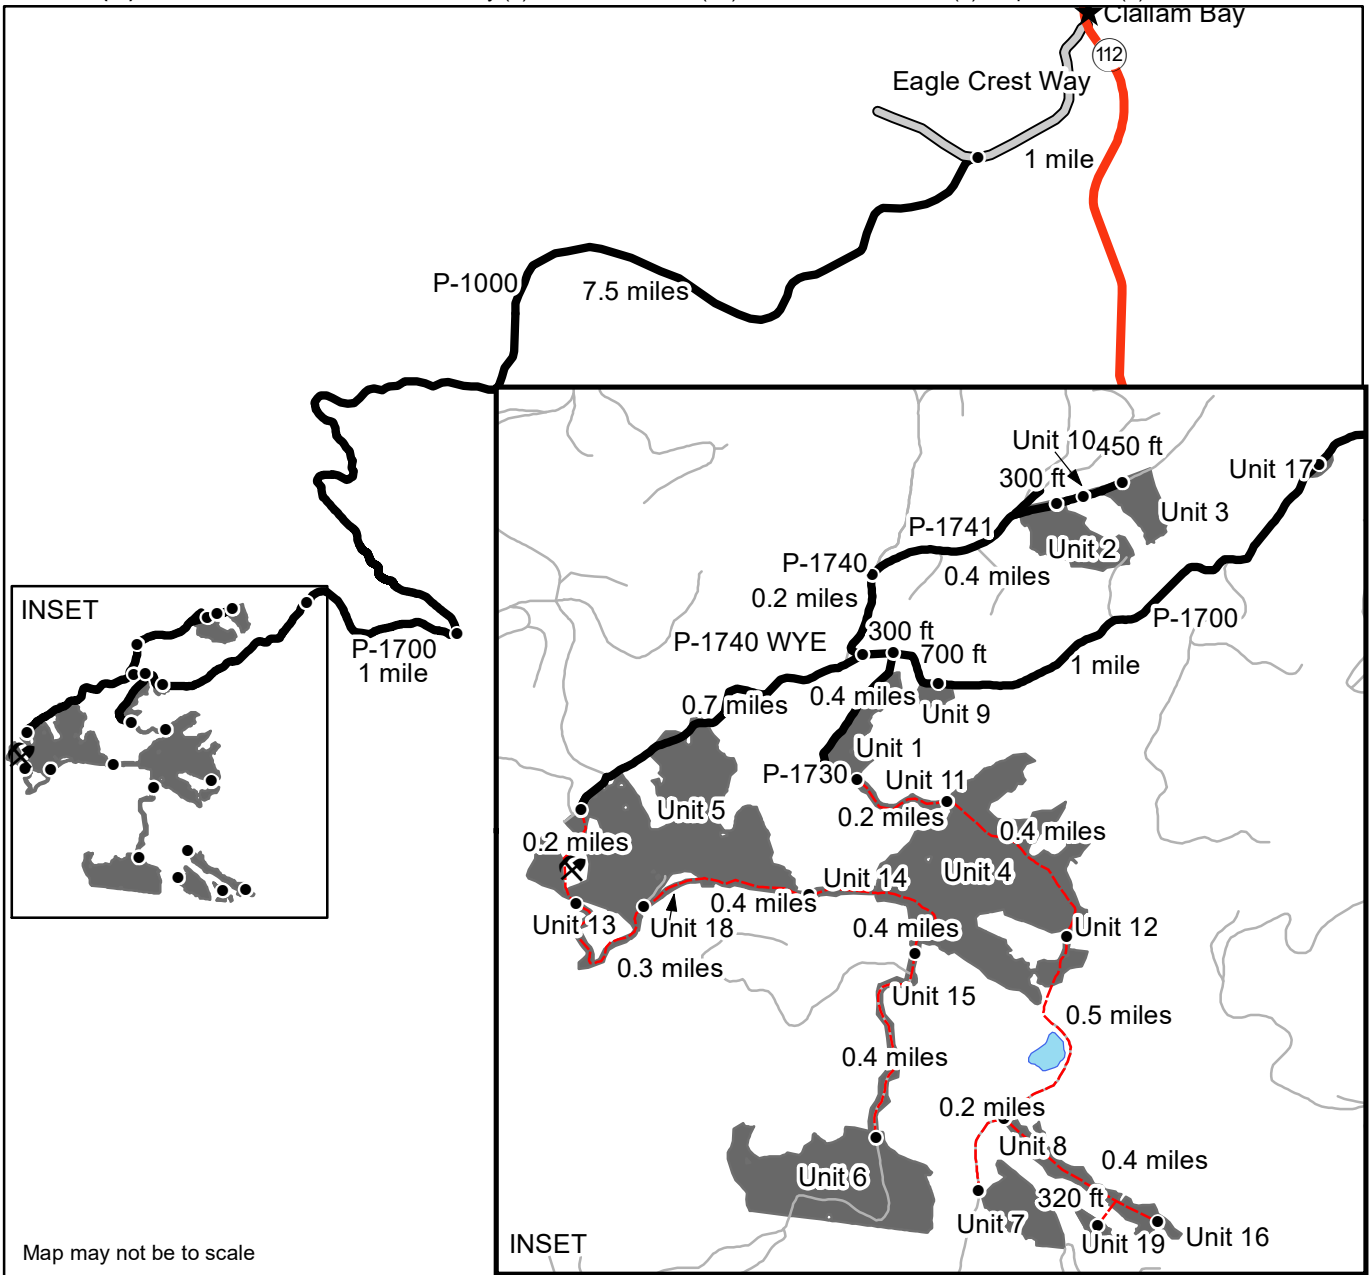 Clallam Bay
112
Eagle Crest Way
1 mile
P-1000
7.5 miles
INSET
P-1700
1 mile
Unit 10
450 ft
300 ft
Unit 17
Unit 3
P-1741
Unit 2
P-1740
0.4 miles
0.2 miles
P-1700
300 ft
P-1740 WYE
700 ft
1 mile
0.4 miles
0.7 miles
Unit 9
Unit 1
P-1730
Unit 11
Unit 5
0.2 miles
0.4 miles
0.2 miles
Unit 4
Unit 14
0.4 miles
Unit 13
Unit 18
0.4 miles
Unit 12
0.3 miles
Unit 15
0.5 miles
0.4 miles
0.2 miles
Unit 8
0.4 miles
Unit 6
320 ft
Unit 7
Unit 19
Unit 16
INSET
Map may not be to scale